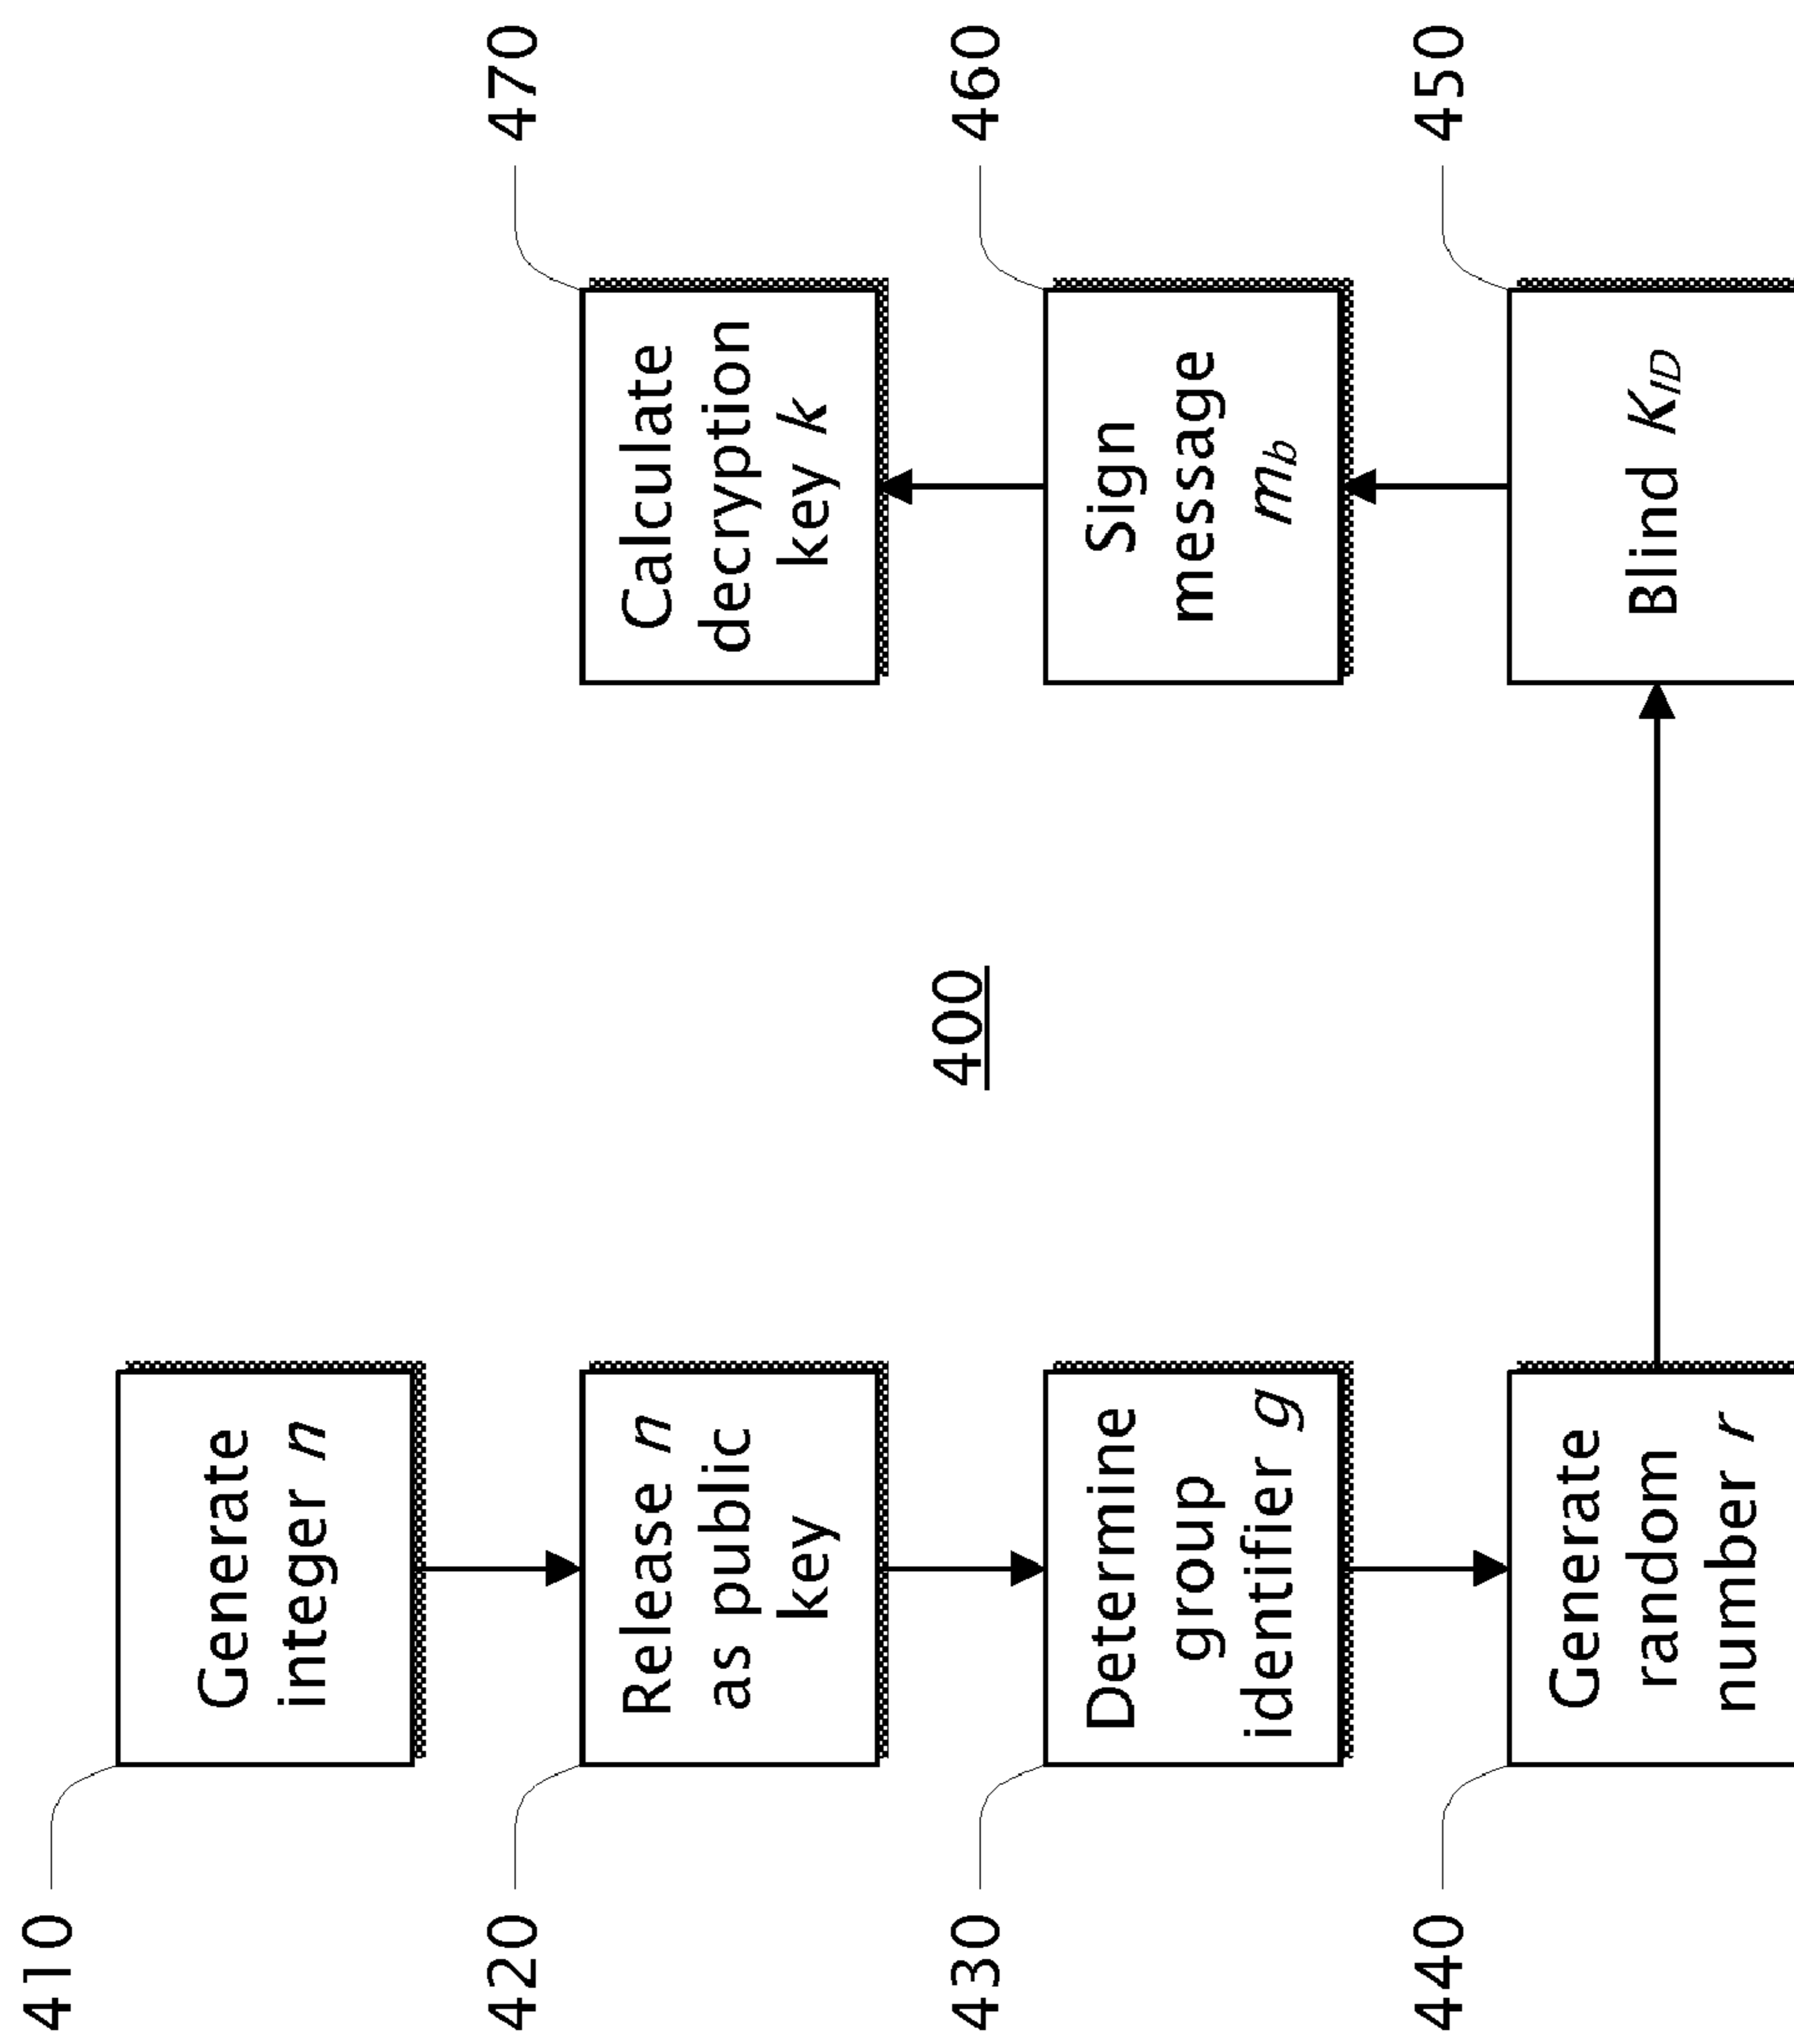 410
Generate
integer n
420
Release n
as public
key
430
Determine
group
identifier g
440
Generate
random
number r
400
450
Blind K_ID
460
Sign
message
m_b
470
Calculate
decryption
key k